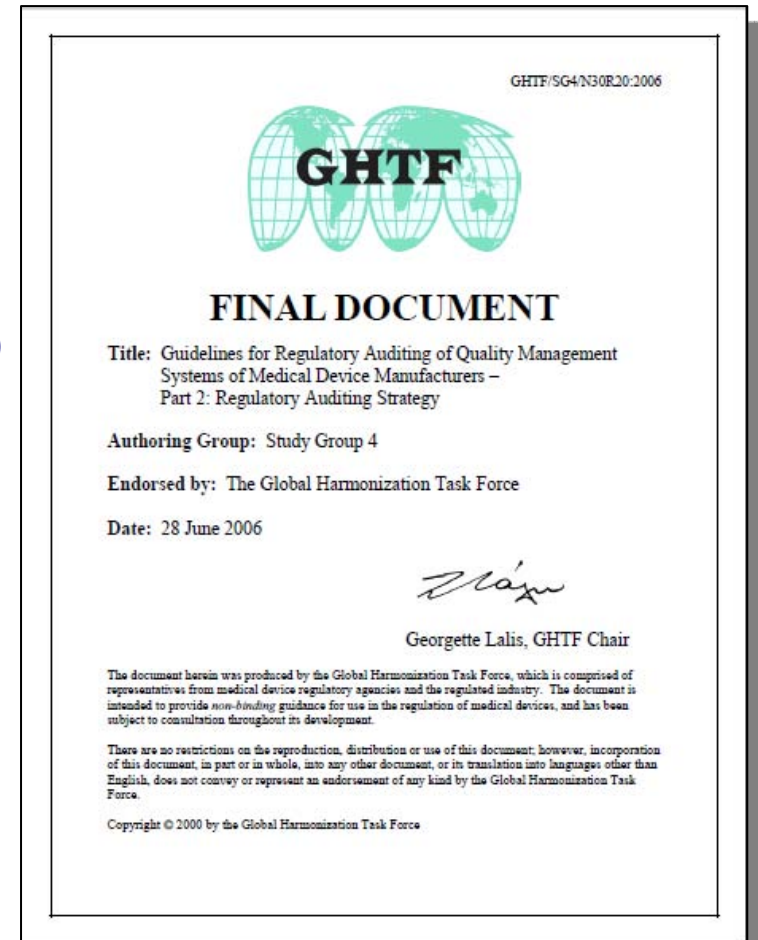 GHTF/SG4/N30R20:2006
GHTF
FINAL DOCUMENT
Title: Guidelines for Regulatory Auditing of Quality Management
Systems of Medical Device Manufacturers –
Part 2: Regulatory Auditing Strategy
Authoring Group: Study Group 4
Endorsed by: The Global Harmonization Task Force
Date: 28 June 2006
Georgette Lalis, GHTF Chair
The document herein was produced by the Global Harmonization Task Force, which is comprised of
representatives from medical device regulatory agencies and the regulated industry. The document is
intended to provide non-binding guidance for use in the regulation of medical devices, and has been
subject to consultation throughout its development.
There are no restrictions on the reproduction, distribution or use of this document; however, incorporation
of this document, in part or in whole, into any other document, or its translation into languages other than
English, does not convey or represent an endorsement of any kind by the Global Harmonization Task
Force.
Copyright © 2000 by the Global Harmonization Task Force